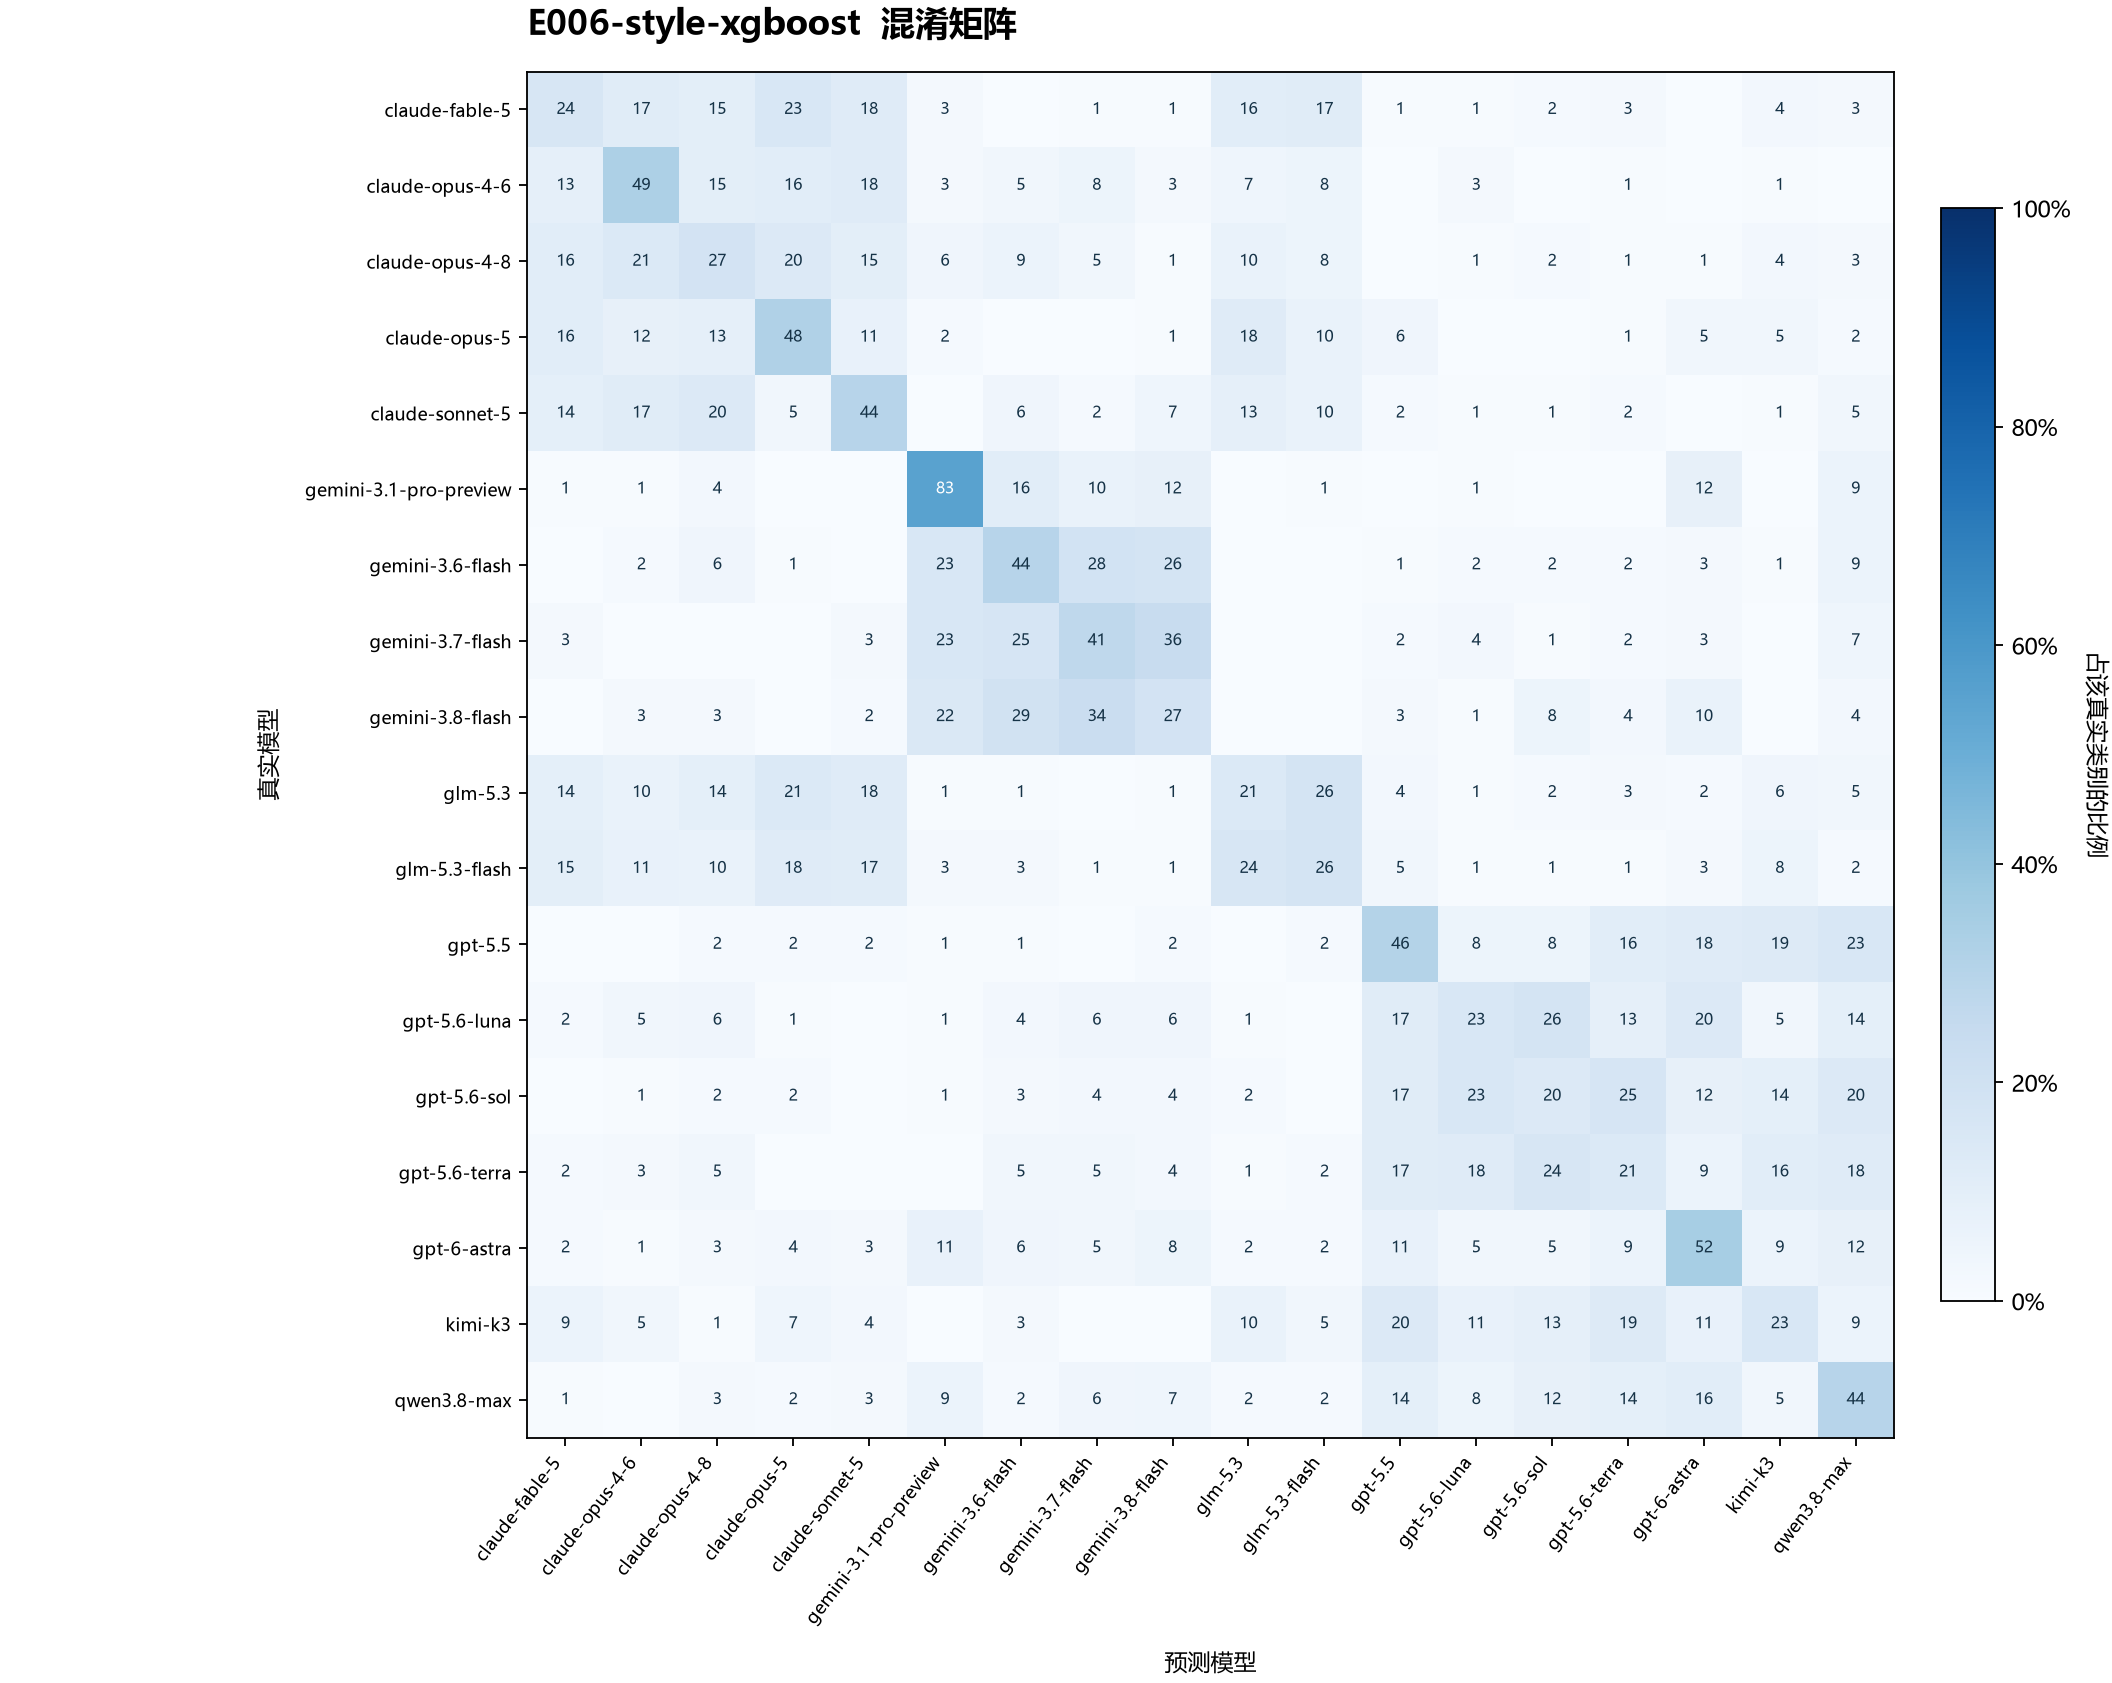 E006-style-xgboost 混淆矩阵
claude-fable-5 24 17 15 23 18 3 1 1 16 17 1 1 2 3 4 3
claude-opus-4-6 13 49 15 16 18 3 5 8 3 7 8 3 1 1
claude-opus-4-8 16 21 27 20 15 6 9 5 1 10 8 1 2 1 1 4 3
claude-opus-5 16 12 13 48 11 2 1 18 10 6 1 5 5 2
claude-sonnet-5 14 17 20 5 44 6 2 7 13 10 2 1 1 2 1 5
gemini-3.1-pro-preview 1 1 4 83 16 10 12 1 1 12 9
gemini-3.6-flash 2 6 1 23 44 28 26 1 2 2 2 3 1 9
gemini-3.7-flash 3 3 23 25 41 36 2 4 1 2 3 7
gemini-3.8-flash 3 3 2 22 29 34 27 3 1 8 4 10 4
glm-5.3 14 10 14 21 18 1 1 1 21 26 4 1 2 3 2 6 5
glm-5.3-flash 15 11 10 18 17 3 3 1 1 24 26 5 1 1 1 3 8 2
gpt-5.5 2 2 2 1 1 2 2 46 8 8 16 18 19 23
gpt-5.6-luna 2 5 6 1 1 4 6 6 1 17 23 26 13 20 5 14
gpt-5.6-sol 1 2 2 1 3 4 4 2 17 23 20 25 12 14 20
gpt-5.6-terra 2 3 5 5 5 4 1 2 17 18 24 21 9 16 18
gpt-6-astra 2 1 3 4 3 11 6 5 8 2 2 11 5 5 9 52 9 12
kimi-k3 9 5 1 7 4 3 10 5 20 11 13 19 11 23 9
qwen3.8-max 1 3 2 3 9 2 6 7 2 2 14 8 12 14 16 5 44
claude-fable-5
claude-opus-4-6
claude-opus-4-8
claude-opus-5
claude-sonnet-5
gemini-3.1-pro-preview
gemini-3.6-flash
gemini-3.7-flash
gemini-3.8-flash
glm-5.3
glm-5.3-flash
gpt-5.5
gpt-5.6-luna
gpt-5.6-sol
gpt-5.6-terra
gpt-6-astra
kimi-k3
qwen3.8-max
预测模型
真实模型
100%
80%
60%
40%
20%
0%
占该真实类别的比例